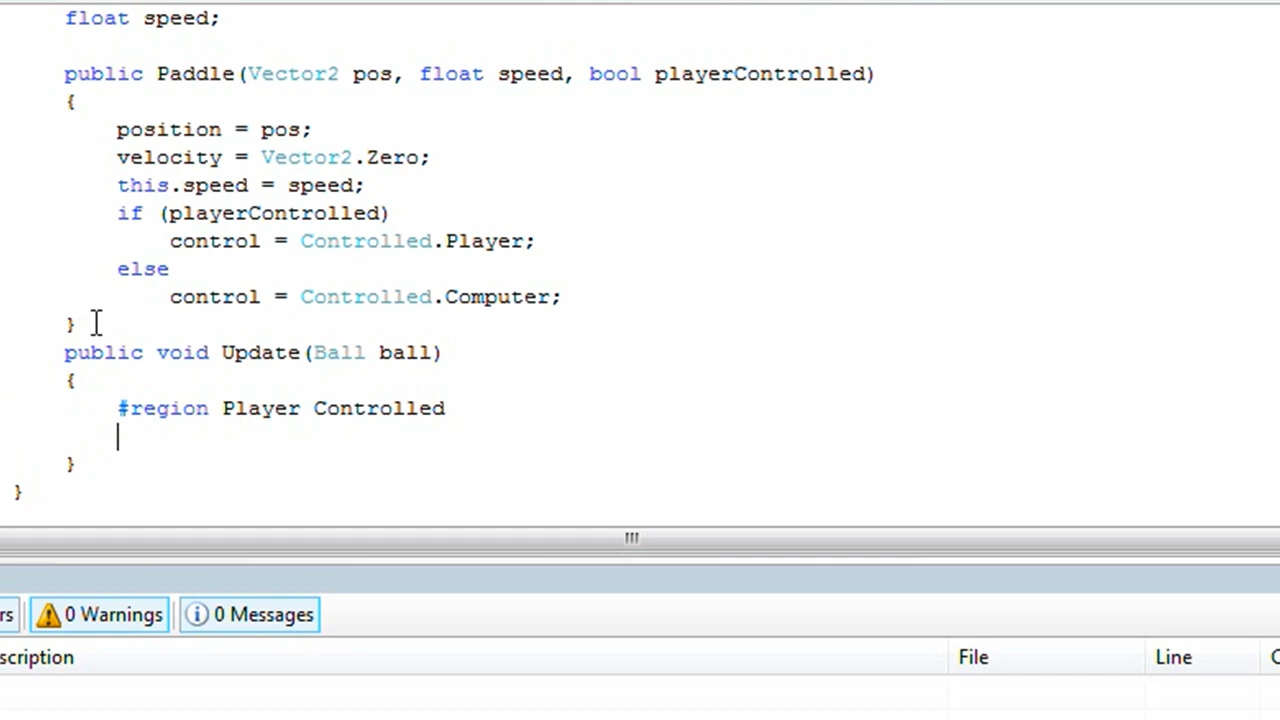 float speed;
public Paddle(Vector2 pos, float speed, bool playerControlled)
{
position = pos;
velocity = Vector2.Zero;
this.speed = speed;
if (playerControlled)
control = Controlled.Player;
else
control = Controlled.Computer;
}
public void Update(Ball ball)
{
#region Player Controlled
}
}
rs 0 Warnings 0 Messages
scription File Line C